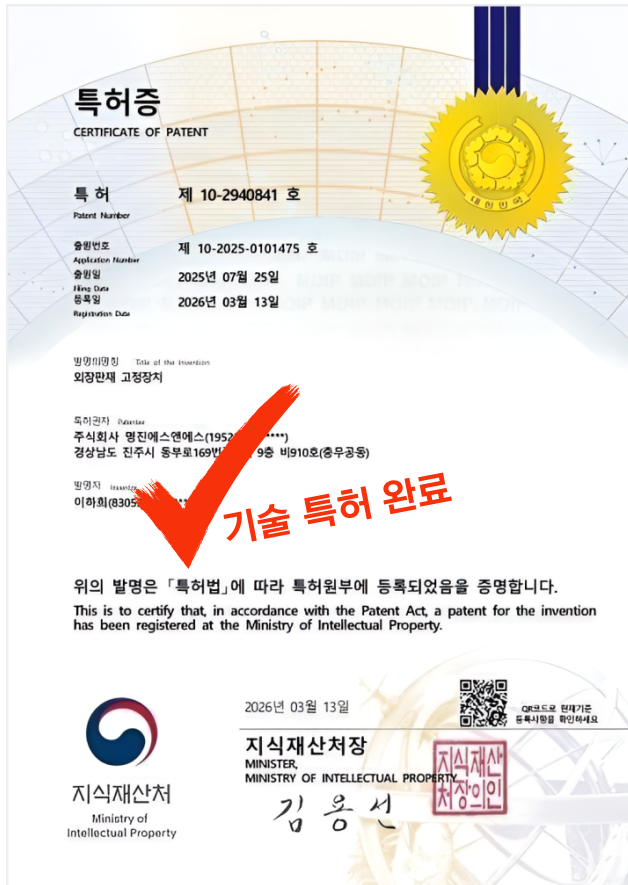 특허증
CERTIFICATE OF PATENT
대한민국
특허 제 10-2940841 호
Patent Number
출원번호 제 10-2025-0101475 호
Application Number
출원일 2025년 07월 25일
Filing Date
등록일 2026년 03월 13일
Registration Date
발명의명칭 Title of the Invention
외장판재 고정장치
특허권자 Patentee
주식회사 명진에스앤에스(1952 ****)
경상남도 진주시 동부로169번 9층 비910호(충무공동)
발명자 Inventor
이하희(8305 **
기술 특허 완료
위의 발명은 「특허법」에 따라 특허원부에 등록되었음을 증명합니다.
This is to certify that, in accordance with the Patent Act, a patent for the invention
has been registered at the Ministry of Intellectual Property.
2026년 03월 13일
QR코드로 현재기준
등록사항을 확인하세요
지식재산처장
MINISTER,
MINISTRY OF INTELLECTUAL PROPERTY
김용선
지식재산
처장의인
지식재산처
Ministry of
Intellectual Property